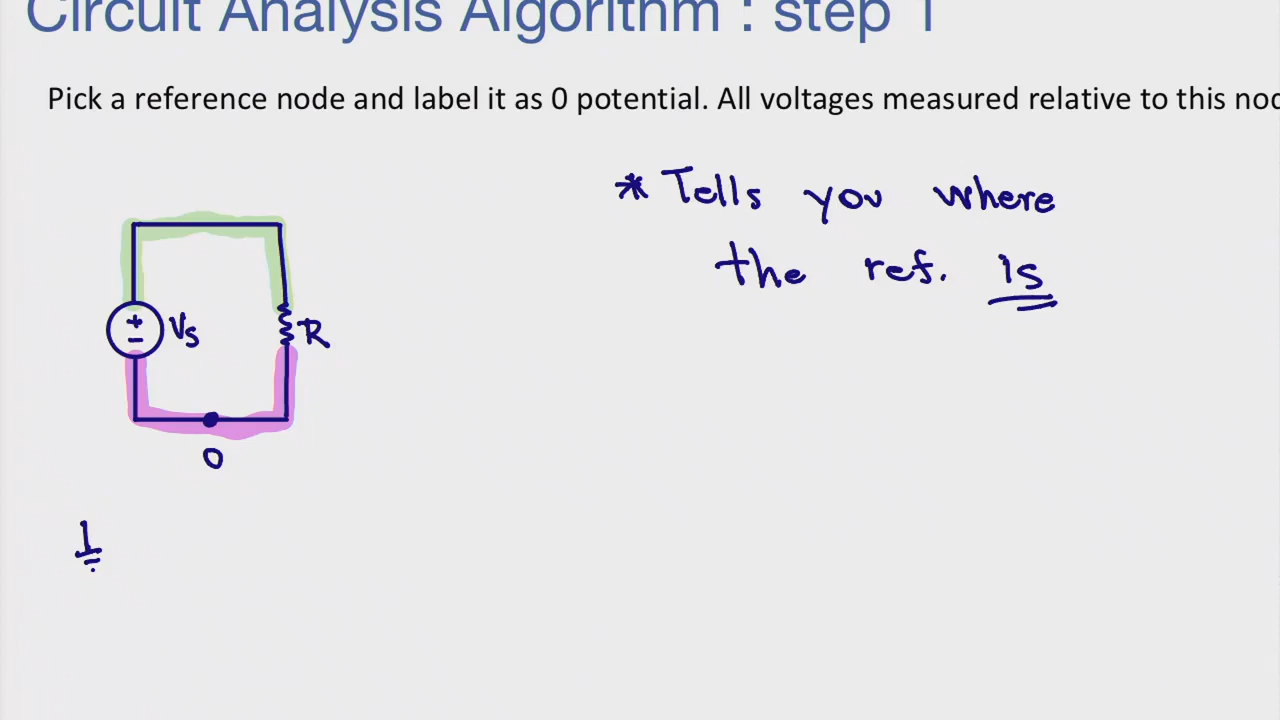 Circuit Analysis Algorithm : step 1
Pick a reference node and label it as 0 potential. All voltages measured relative to this nod
* Tells you where
the ref. is
+
−
Vs
R
0